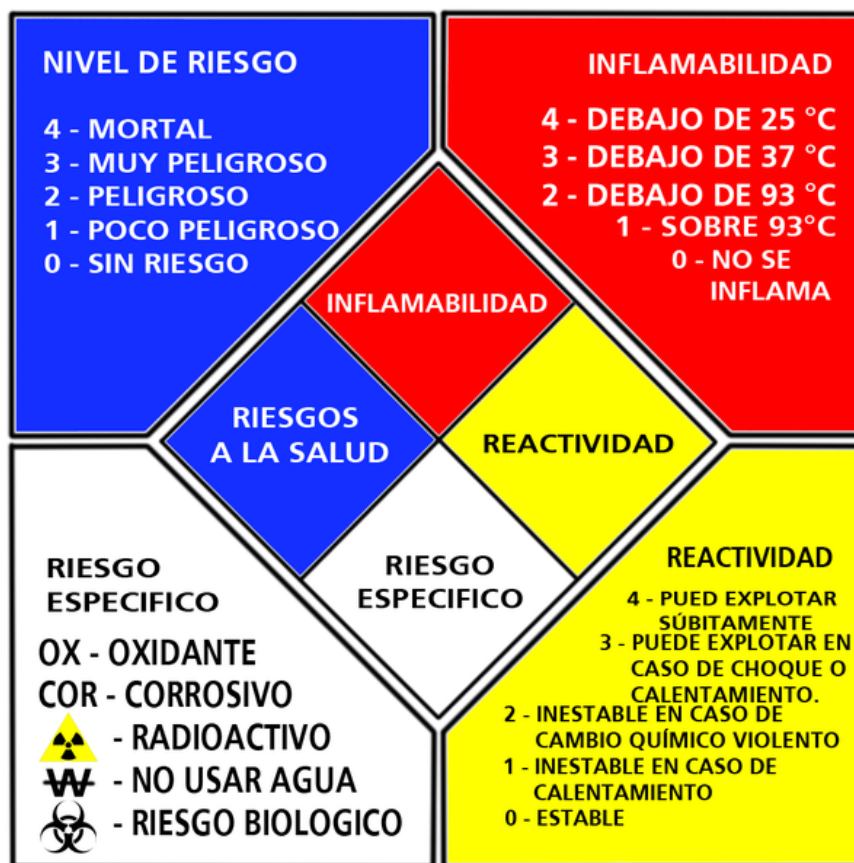 NIVEL DE RIESGO
4 - MORTAL
3 - MUY PELIGROSO
2 - PELIGROSO
1 - POCO PELIGROSO
0 - SIN RIESGO
INFLAMABILIDAD
4 - DEBAJO DE 25 °C
3 - DEBAJO DE 37 °C
2 - DEBAJO DE 93 °C
1 - SOBRE 93°C
0 - NO SE
INFLAMA
INFLAMABILIDAD
RIESGOS
A LA SALUD
REACTIVIDAD
RIESGO
ESPECIFICO
RIESGO
ESPECIFICO
OX - OXIDANTE
COR - CORROSIVO
- RADIOACTIVO
W - NO USAR AGUA
- RIESGO BIOLOGICO
REACTIVIDAD
4 - PUED EXPLOTAR
SÚBITAMENTE
3 - PUEDE EXPLOTAR EN
CASO DE CHOQUE O
CALENTAMIENTO.
2 - INESTABLE EN CASO DE
CAMBIO QUÍMICO VIOLENTO
1 - INESTABLE EN CASO DE
CALENTAMIENTO
0 - ESTABLE